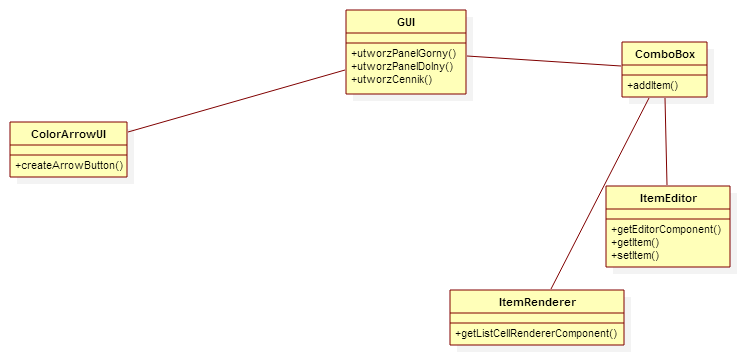 GUI
+utworzPanelGorny()
+utworzPanelDolny()
+utworzCennik()
ComboBox
+addItem()
ColorArrowUI
+createArrowButton()
ItemEditor
+getEditorComponent()
+getItem()
+setItem()
ItemRenderer
+getListCellRendererComponent()